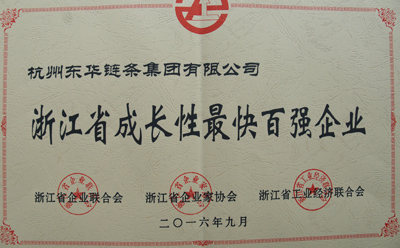 杭州东华链条集团有限公司
浙江省成长性最快百强企业
浙江省企业联合会 浙江省企业家协会 浙江省工业经济联合会
二〇一六年九月